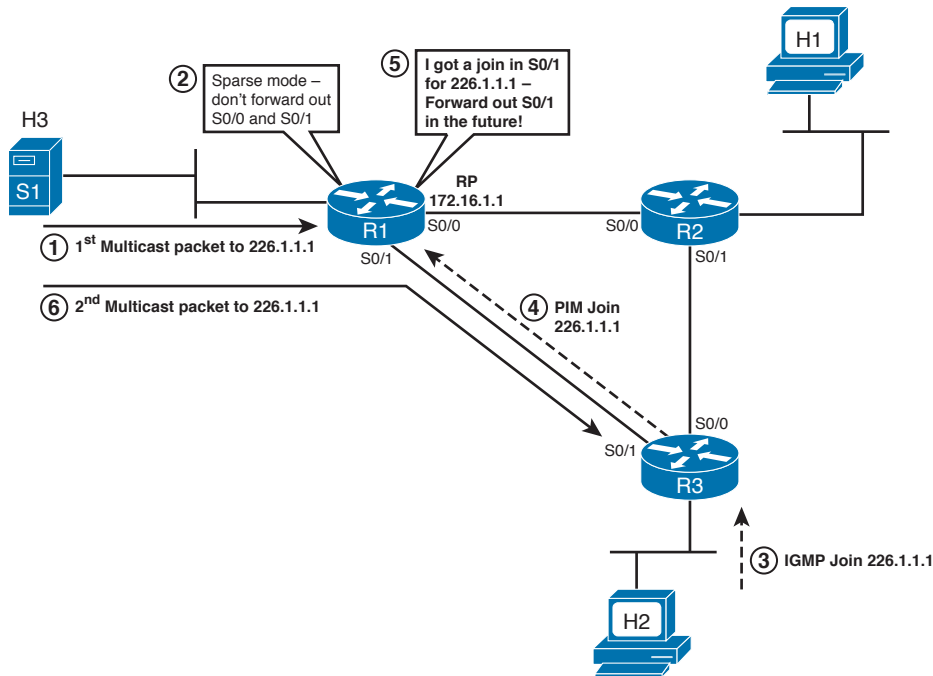 H1
②
Sparse mode –
don't forward out
S0/0 and S0/1
⑤
I got a join in S0/1
for 226.1.1.1 –
Forward out S0/1
in the future!
H3
S1
RP
172.16.1.1
R1
S0/0
S0/1
S0/0
R2
S0/1
① 1st Multicast packet to 226.1.1.1
⑥ 2nd Multicast packet to 226.1.1.1
④ PIM Join
226.1.1.1
S0/0
S0/1
R3
③ IGMP Join 226.1.1.1
H2